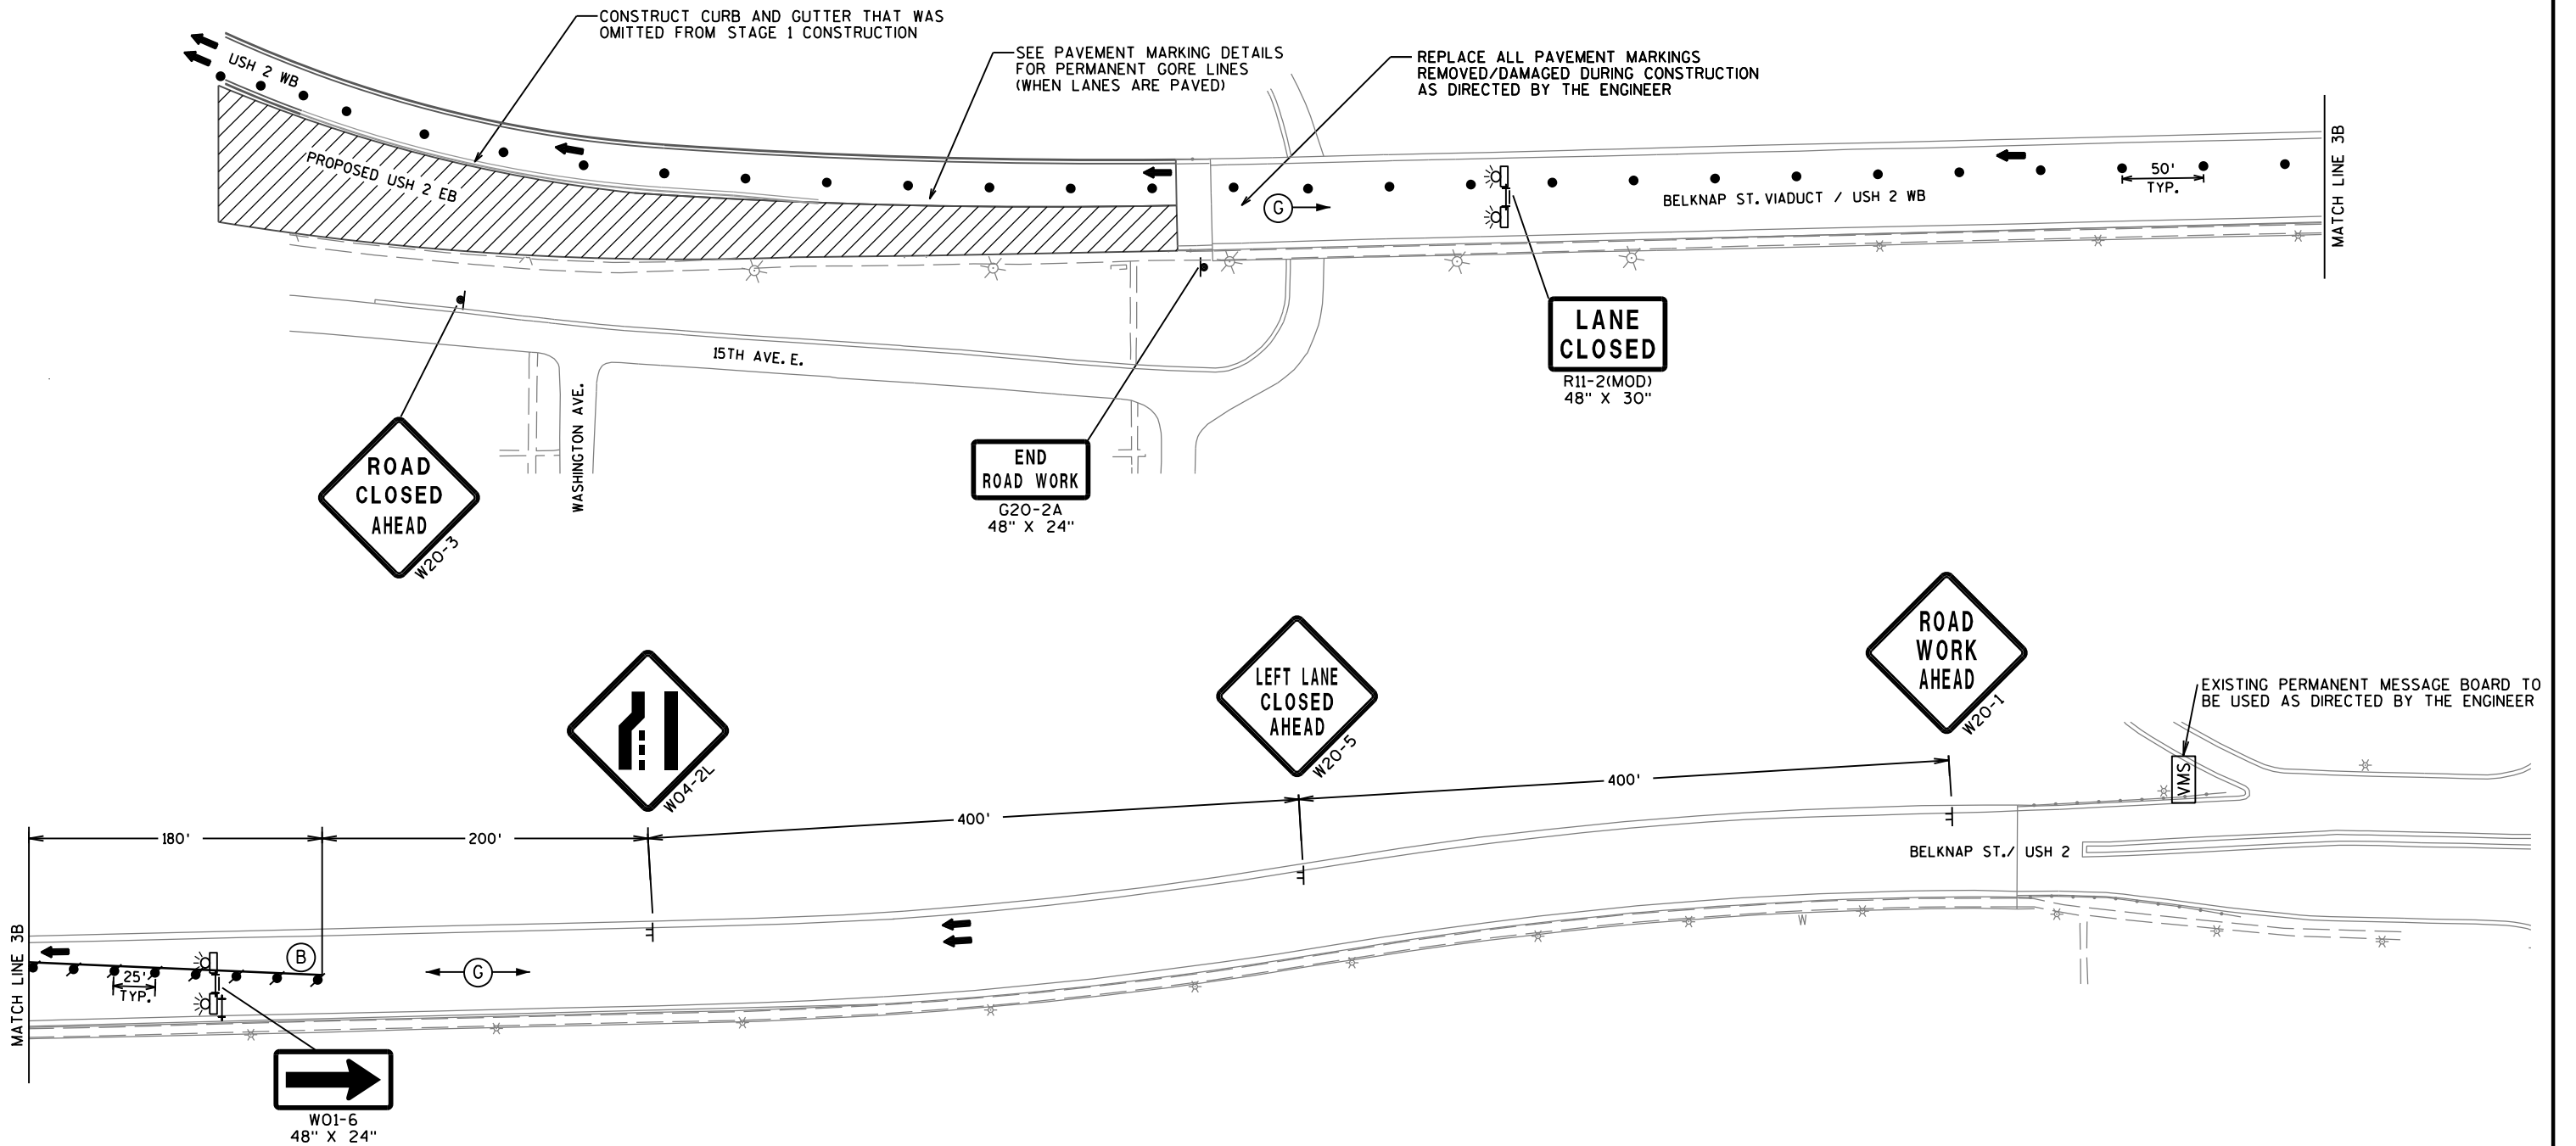 CONSTRUCT CURB AND GUTTER THAT WAS
OMITTED FROM STAGE 1 CONSTRUCTION
SEE PAVEMENT MARKING DETAILS
FOR PERMANENT GORE LINES
(WHEN LANES ARE PAVED)
REPLACE ALL PAVEMENT MARKINGS
REMOVED/DAMAGED DURING CONSTRUCTION
AS DIRECTED BY THE ENGINEER
USH 2 WB
PROPOSED USH 2 EB
G
BELKNAP ST. VIADUCT / USH 2 WB
50'
TYP.
MATCH LINE 3B
15TH AVE. E.
WASHINGTON AVE.
LANE
CLOSED
R11-2(MOD)
48" X 30"
ROAD
CLOSED
AHEAD
W20-3
END
ROAD WORK
G20-2A
48" X 24"
ROAD
WORK
AHEAD
W20-1
LEFT LANE
CLOSED
AHEAD
W20-5
W04-2L
EXISTING PERMANENT MESSAGE BOARD TO
BE USED AS DIRECTED BY THE ENGINEER
VMS
180'
200'
400'
400'
BELKNAP ST./ USH 2
MATCH LINE 3B
B
G
W
25'
TYP.
W01-6
48" X 24"